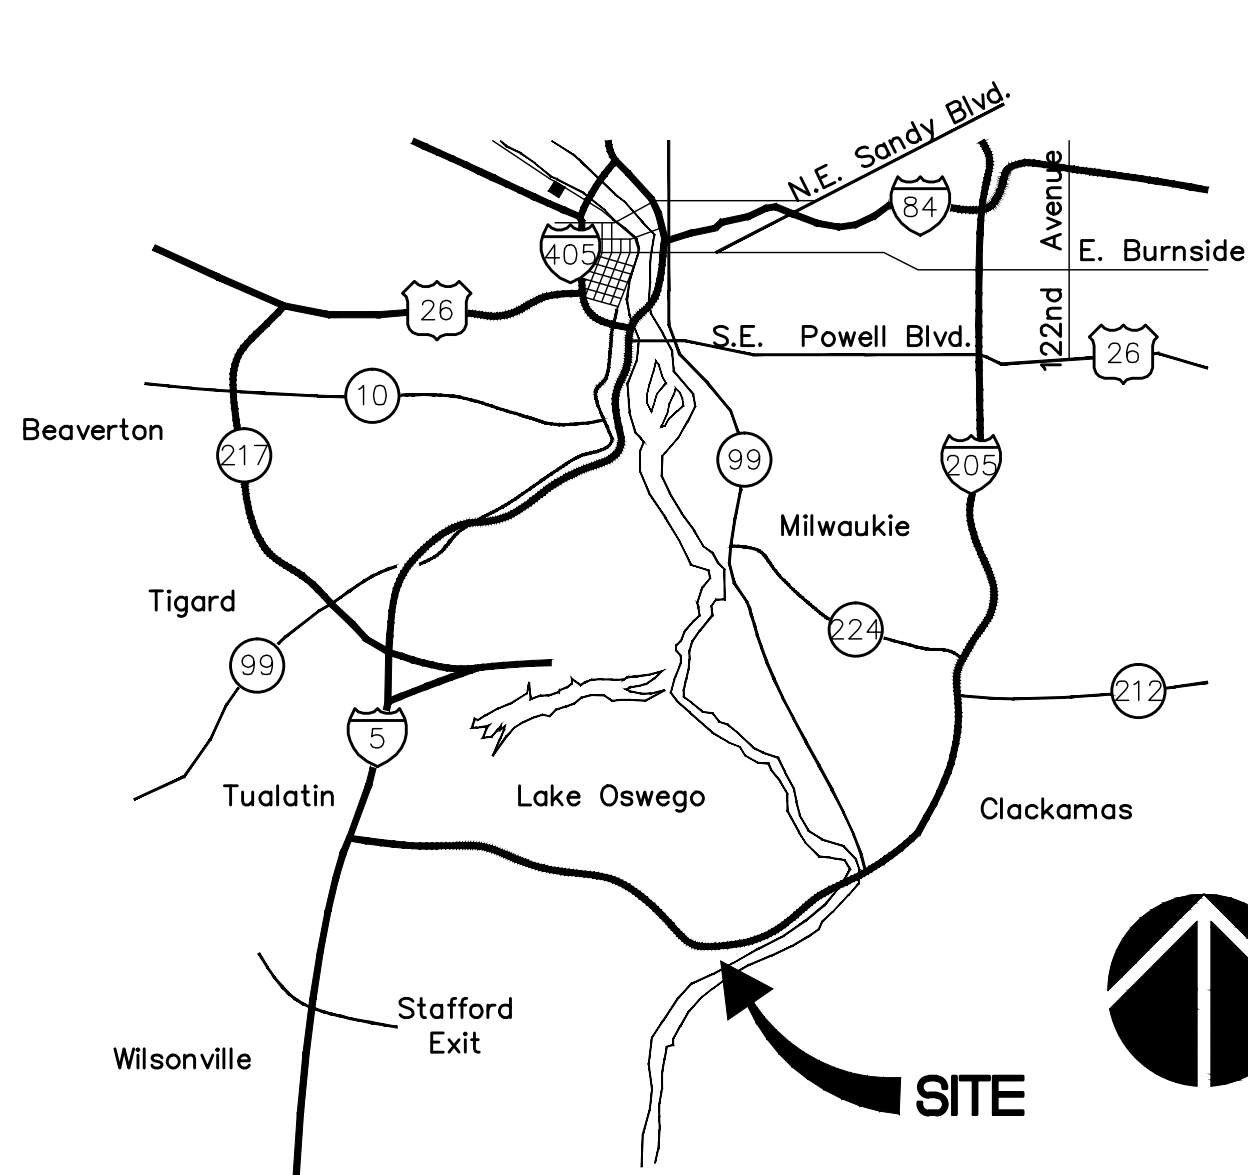 N.E. Sandy Blvd.
84
122nd Avenue
405
E. Burnside
26
S.E. Powell Blvd.
26
10
Beaverton
217
99
205
Milwaukie
Tigard
224
99
212
5
Tualatin
Lake Oswego
Clackamas
Stafford
Exit
Wilsonville
SITE